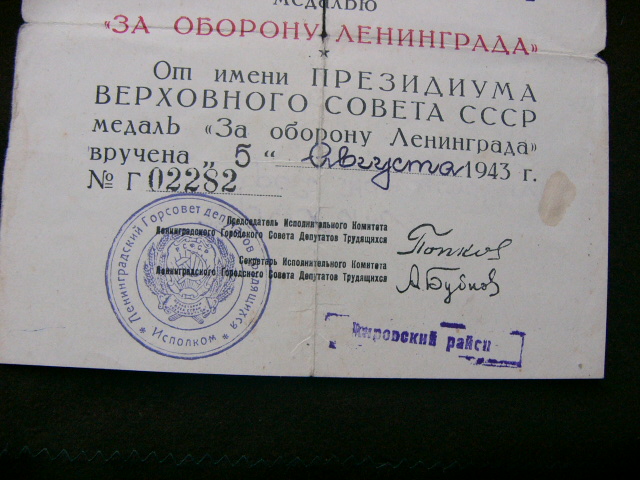 медалью
«ЗА ОБОРОНУ ЛЕНИНГРАДА»
От имени ПРЕЗИДИУМА
ВЕРХОВНОГО СОВЕТА СССР
медаль «За оборону Ленинграда»
вручена „ 5 “ Августа 1943 г.
№ Г 02282
Председатель Исполнительного Комитета
Ленинградского Городского Совета Депутатов Трудящихся
Попков
Секретарь Исполнительного Комитета
Ленинградского Городского Совета Депутатов Трудящихся
А Бубнов
Ленинградский Горсовет депутатов трудящихся
* Исполком *
Кировский район